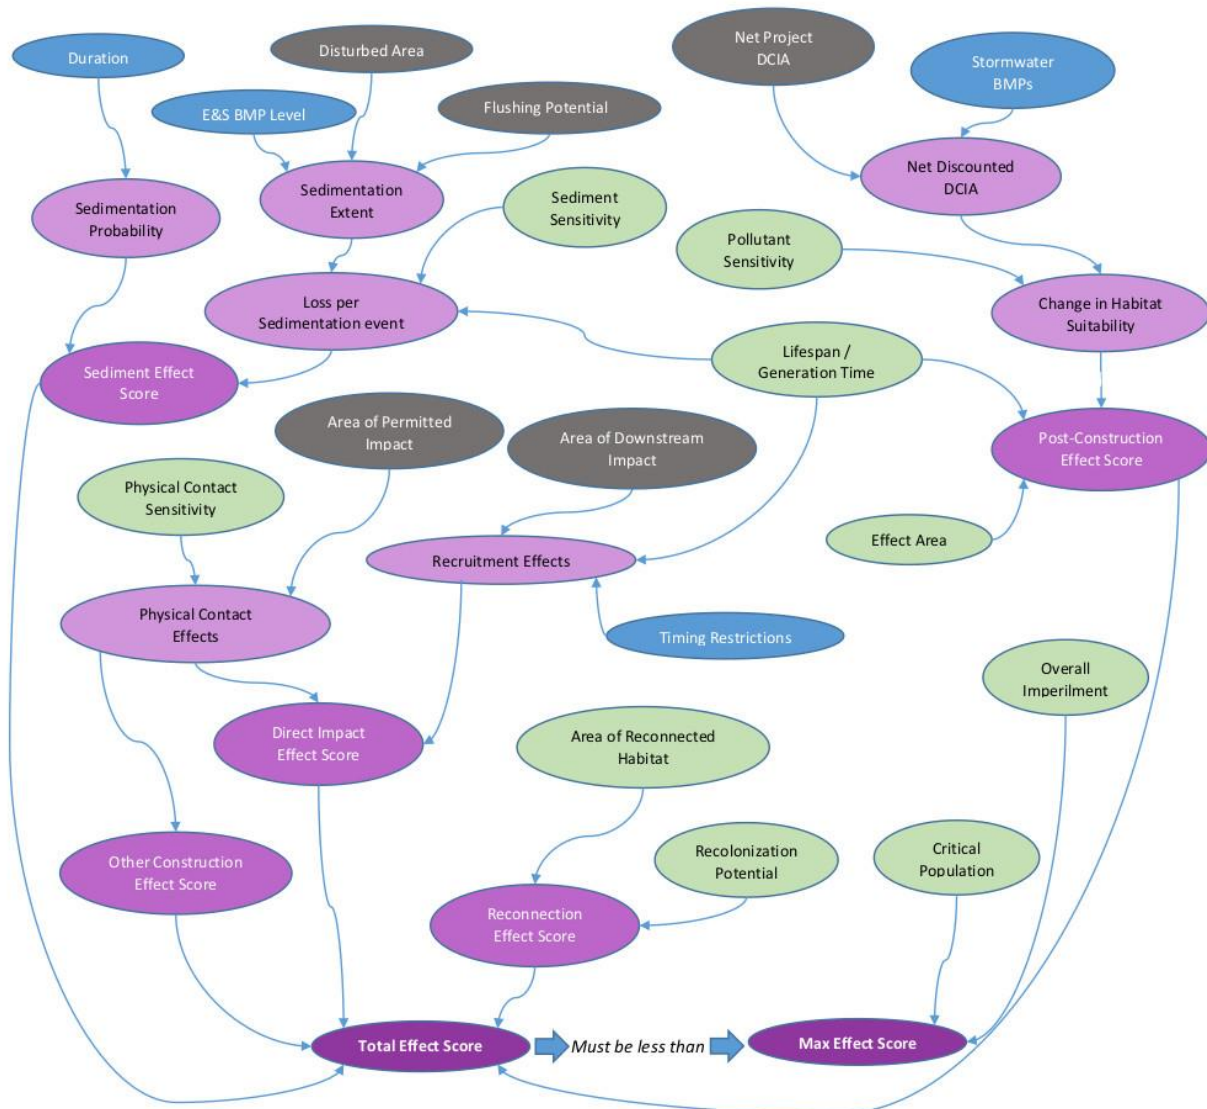 Duration
Disturbed Area
Net Project
DCIA
Stormwater
BMPs
E&S BMP Level
Flushing Potential
Sedimentation
Probability
Sedimentation
Extent
Sediment
Sensitivity
Net Discounted
DCIA
Pollutant
Sensitivity
Loss per
Sedimentation event
Change in Habitat
Suitability
Sediment Effect
Score
Lifespan /
Generation Time
Area of Permitted
Impact
Area of Downstream
Impact
Post-Construction
Effect Score
Physical Contact
Sensitivity
Effect Area
Recruitment Effects
Physical Contact
Effects
Timing Restrictions
Overall
Imperilment
Direct Impact
Effect Score
Area of Reconnected
Habitat
Other Construction
Effect Score
Recolonization
Potential
Critical
Population
Reconnection
Effect Score
Total Effect Score
Must be less than
Max Effect Score